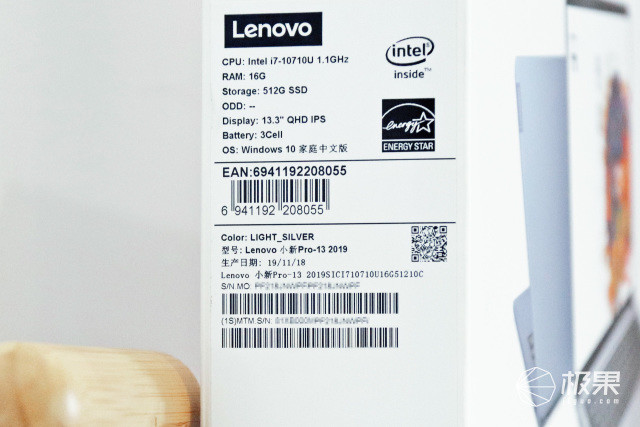 Lenovo
CPU: Intel i7-10710U 1.1GHz
RAM: 16G
Storage: 512G SSD
ODD: --
Display: 13.3" QHD IPS
Battery: 3Cell
OS: Windows 10 家庭中文版
intel
inside™
energy
ENERGY STAR
EAN:6941192208055
6 941192 208055
Color: LIGHT_SILVER
型号: Lenovo 小新Pro-13 2019
生产日期: 19/11/18
Lenovo 小新Pro-13 2019SICI710710U16G51210C
S/N.MO:
(1S)MTM S/N:
Lenovo
极果